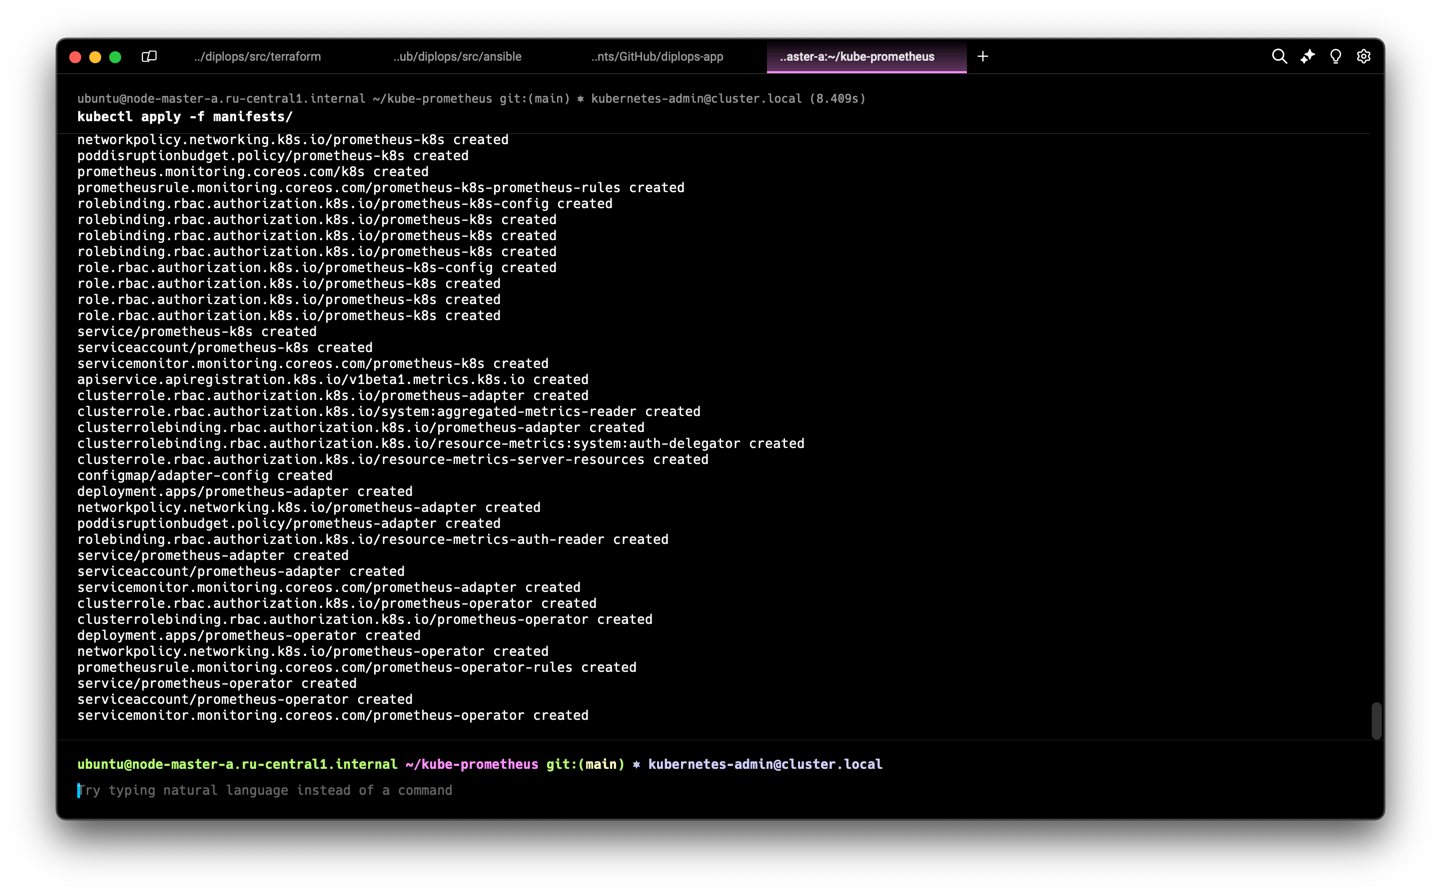 ../diplops/src/terraform
..ub/diplops/src/ansible
..nts/GitHub/diplops-app
..aster-a:~/kube-prometheus
ubuntu@node-master-a.ru-central1.internal ~/kube-prometheus git:(main) ✱ kubernetes-admin@cluster.local (8.409s)
kubectl apply -f manifests/
networkpolicy.networking.k8s.io/prometheus-k8s created
poddisruptionbudget.policy/prometheus-k8s created
prometheus.monitoring.coreos.com/k8s created
prometheusrule.monitoring.coreos.com/prometheus-k8s-prometheus-rules created
rolebinding.rbac.authorization.k8s.io/prometheus-k8s-config created
rolebinding.rbac.authorization.k8s.io/prometheus-k8s created
rolebinding.rbac.authorization.k8s.io/prometheus-k8s created
rolebinding.rbac.authorization.k8s.io/prometheus-k8s created
role.rbac.authorization.k8s.io/prometheus-k8s-config created
role.rbac.authorization.k8s.io/prometheus-k8s created
role.rbac.authorization.k8s.io/prometheus-k8s created
role.rbac.authorization.k8s.io/prometheus-k8s created
service/prometheus-k8s created
serviceaccount/prometheus-k8s created
servicemonitor.monitoring.coreos.com/prometheus-k8s created
apiservice.apiregistration.k8s.io/v1beta1.metrics.k8s.io created
clusterrole.rbac.authorization.k8s.io/prometheus-adapter created
clusterrole.rbac.authorization.k8s.io/system:aggregated-metrics-reader created
clusterrolebinding.rbac.authorization.k8s.io/prometheus-adapter created
clusterrolebinding.rbac.authorization.k8s.io/resource-metrics:system:auth-delegator created
clusterrole.rbac.authorization.k8s.io/resource-metrics-server-resources created
configmap/adapter-config created
deployment.apps/prometheus-adapter created
networkpolicy.networking.k8s.io/prometheus-adapter created
poddisruptionbudget.policy/prometheus-adapter created
rolebinding.rbac.authorization.k8s.io/resource-metrics-auth-reader created
service/prometheus-adapter created
serviceaccount/prometheus-adapter created
servicemonitor.monitoring.coreos.com/prometheus-adapter created
clusterrole.rbac.authorization.k8s.io/prometheus-operator created
clusterrolebinding.rbac.authorization.k8s.io/prometheus-operator created
deployment.apps/prometheus-operator created
networkpolicy.networking.k8s.io/prometheus-operator created
prometheusrule.monitoring.coreos.com/prometheus-operator-rules created
service/prometheus-operator created
serviceaccount/prometheus-operator created
servicemonitor.monitoring.coreos.com/prometheus-operator created
ubuntu@node-master-a.ru-central1.internal ~/kube-prometheus git:(main) ✱ kubernetes-admin@cluster.local
Try typing natural language instead of a command